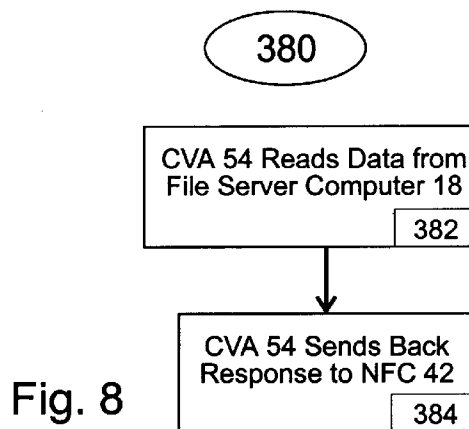 380
CVA 54 Reads Data from
File Server Computer 18
382
CVA 54 Sends Back
Response to NFC 42
384
Fig. 8